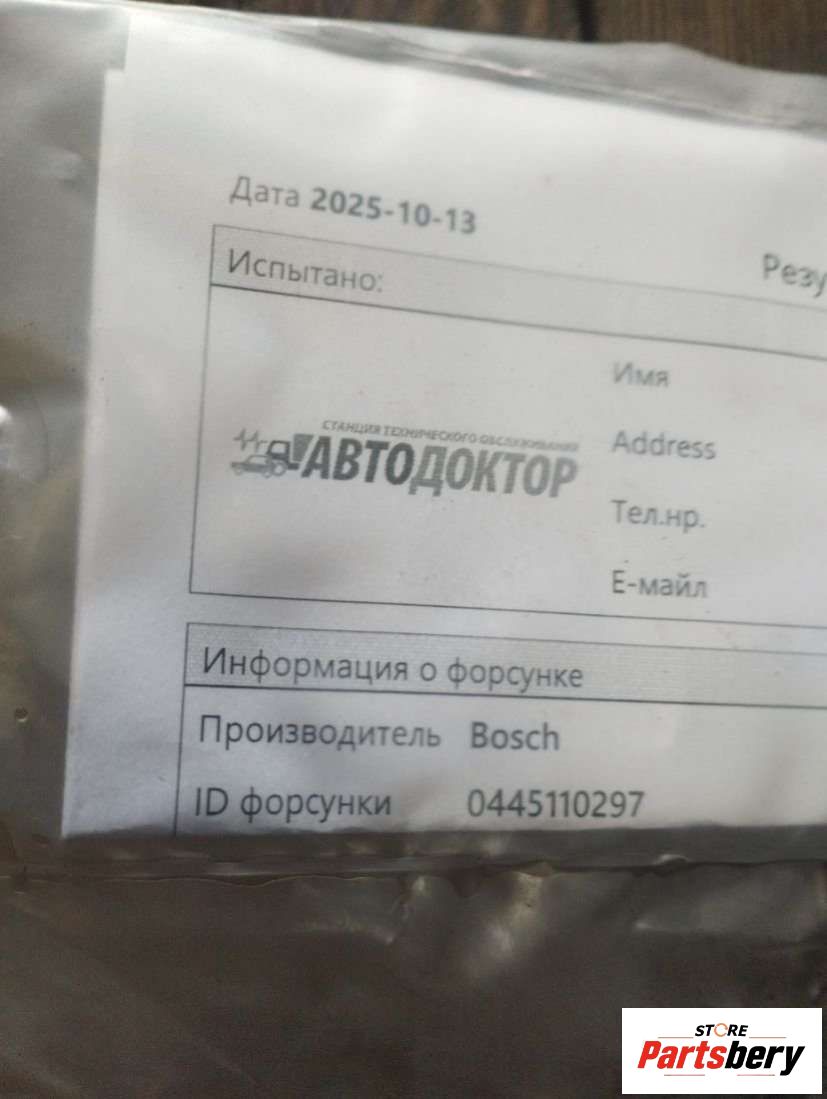 Дата 2025-10-13
Резу
Испытано:
Имя
СТАНЦИЯ ТЕХНИЧЕСКОГО ОБСЛУЖИВАНИЯ
АВТОДОКТОР
Address
Тел.нр.
Е-майл
Информация о форсунке
Производитель Bosch
ID форсунки 0445110297
STORE
Partsbery